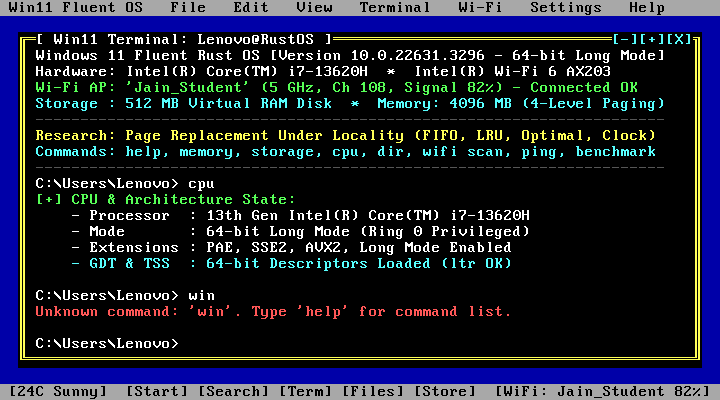 Win11 Fluent OS File Edit View Terminal Wi-Fi Settings Help
[ Win11 Terminal: Lenovo@RustOS ] [-][+][X]
Windows 11 Fluent Rust OS [Version 10.0.22631.3296 - 64-bit Long Mode]
Hardware: Intel(R) Core(TM) i7-13620H * Intel(R) Wi-Fi 6 AX203
Wi-Fi AP: 'Jain_Student' (5 GHz, Ch 108, Signal 82%) - Connected OK
Storage : 512 MB Virtual RAM Disk * Memory: 4096 MB (4-Level Paging)
----------------------------------------------------------------------
Research: Page Replacement Under Locality (FIFO, LRU, Optimal, Clock)
Commands: help, memory, storage, cpu, dir, wifi scan, ping, benchmark
----------------------------------------------------------------------
C:\Users\Lenovo> cpu
[+] CPU & Architecture State:
- Processor : 13th Gen Intel(R) Core(TM) i7-13620H
- Mode : 64-bit Long Mode (Ring 0 Privileged)
- Extensions : PAE, SSE2, AVX2, Long Mode Enabled
- GDT & TSS : 64-bit Descriptors Loaded (ltr OK)
C:\Users\Lenovo> win
Unknown command: 'win'. Type 'help' for command list.
C:\Users\Lenovo>
[24C Sunny] [Start] [Search] [Term] [Files] [Store] [WiFi: Jain_Student 82%]